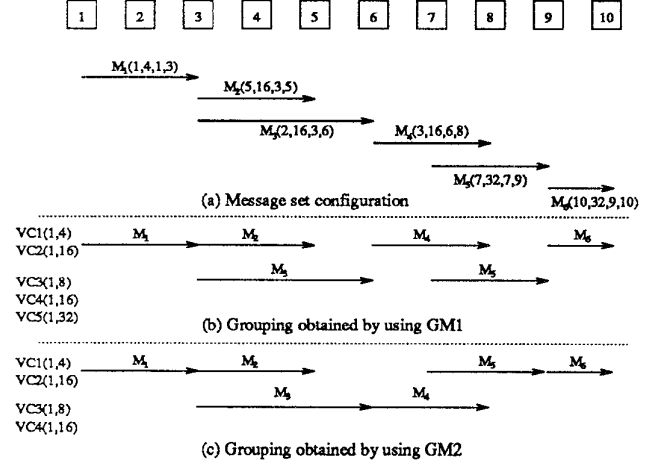 1 2 3 4 5 6 7 8 9 10
M1(1,4,1,3)
M2(5,16,3,5)
M3(2,16,3,6)
M4(3,16,6,8)
M5(7,32,7,9)
M6(10,32,9,10)
(a) Message set configuration
VC1(1,4)
VC2(1,16)
M1 M2 M4 M6
M3 M5
VC3(1,8)
VC4(1,16)
VC5(1,32)
(b) Grouping obtained by using GM1
VC1(1,4)
VC2(1,16)
M1 M2 M5 M6
M3 M4
VC3(1,8)
VC4(1,16)
(c) Grouping obtained by using GM2